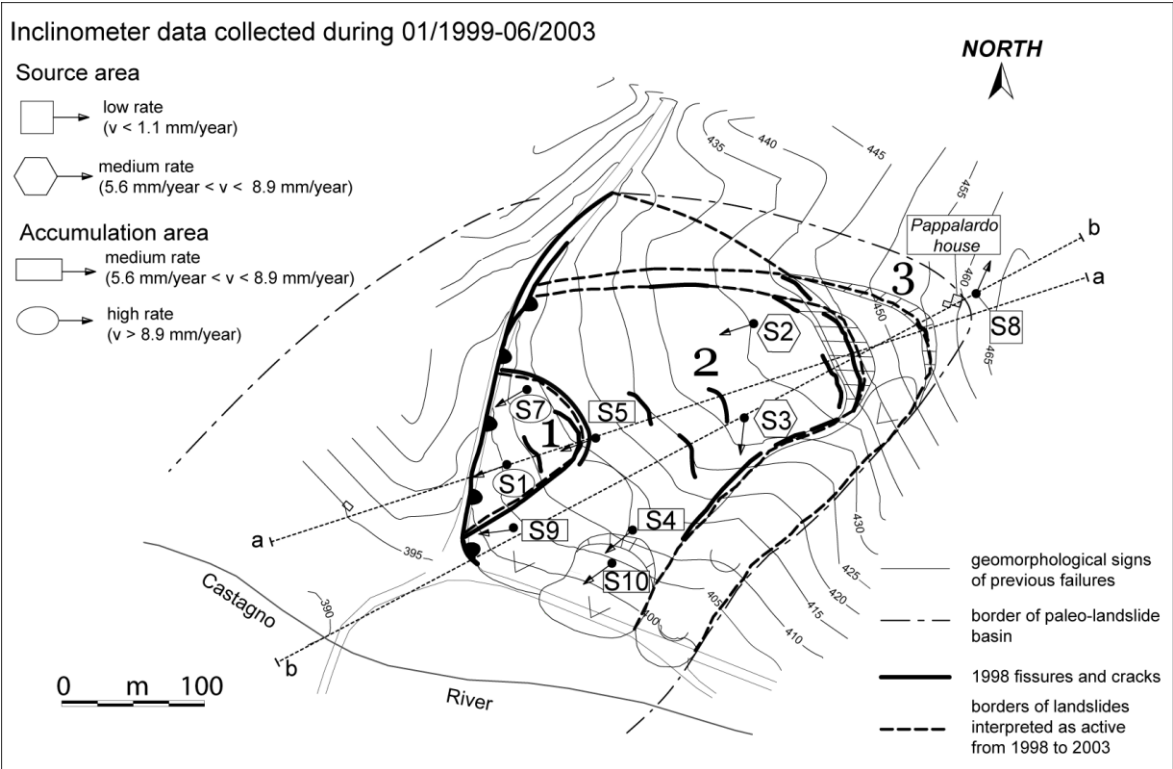 Inclinometer data collected during 01/1999-06/2003
NORTH
Source area
low rate
(v < 1.1 mm/year)
medium rate
(5.6 mm/year < v < 8.9 mm/year)
Accumulation area
medium rate
(5.6 mm/year < v < 8.9 mm/year)
high rate
(v > 8.9 mm/year)
435
440
445
455
Pappalardo
house
b
460
3
a
450
S8
465
S2
2
S7
S5
S3
1
S1
S9
S4
a
430
395
S10
425
420
415
410
405
400
390
Castagno
b
River
0 m 100
geomorphological signs
of previous failures
border of paleo-landslide
basin
1998 fissures and cracks
borders of landslides
interpreted as active
from 1998 to 2003